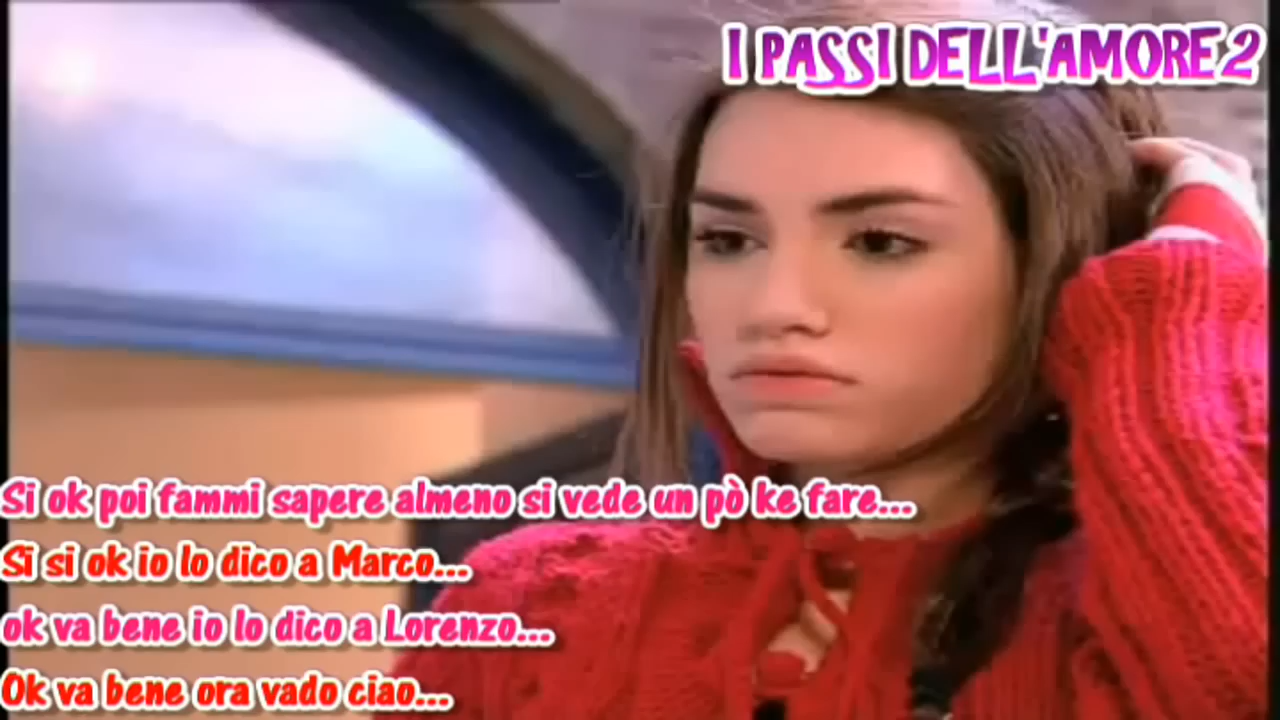 I PASSI DELL'AMORE 2
Si ok poi fammi sapere almeno si vede un pò ke fare...
Si si ok io lo dico a Marco...
ok va bene io lo dico a Lorenzo...
Ok va bene ora vado ciao...